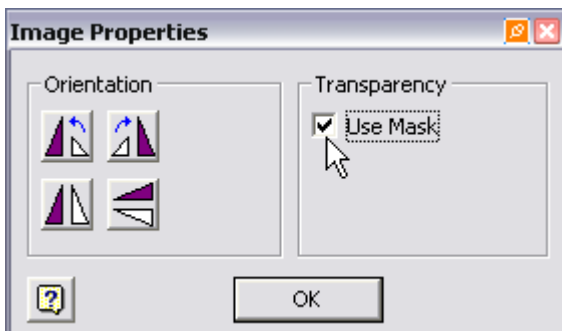 Image Properties
Orientation
Transparency
Use Mask
?
OK